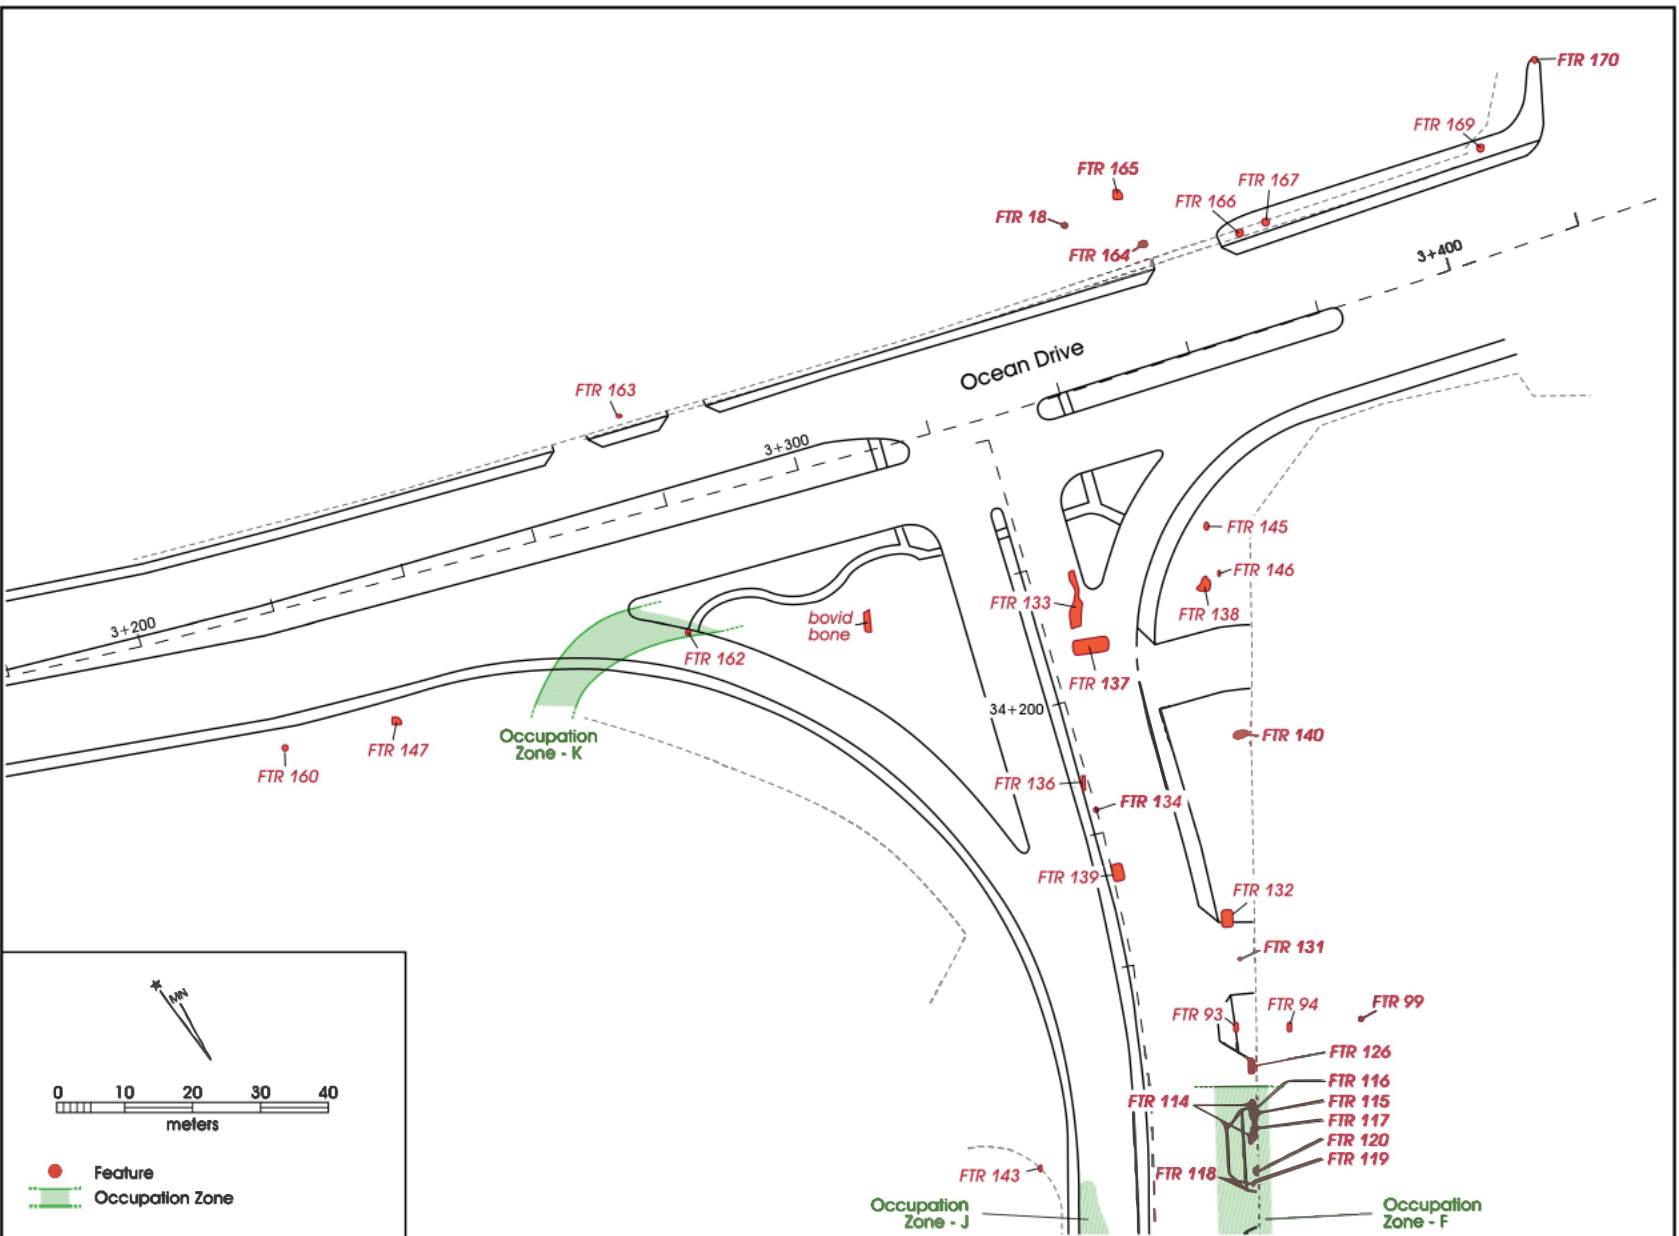 FTR 170
FTR 169
FTR 165
FTR 167
FTR 166
FTR 18
FTR 164
3+400
Ocean Drive
FTR 163
3+300
FTR 145
FTR 146
FTR 133
FTR 138
bovid
bone
3+200
FTR 162
FTR 137
34+200
Occupation
Zone - K
FTR 140
FTR 147
FTR 160
FTR 136
FTR 134
FTR 139
FTR 132
FTR 131
FTR 93
FTR 94
FTR 99
FTR 126
FTR 116
FTR 114
FTR 115
FTR 117
FTR 120
FTR 119
FTR 118
FTR 143
Occupation
Zone - J
Occupation
Zone - F
MN
0 10 20 30 40
meters
Feature
Occupation Zone